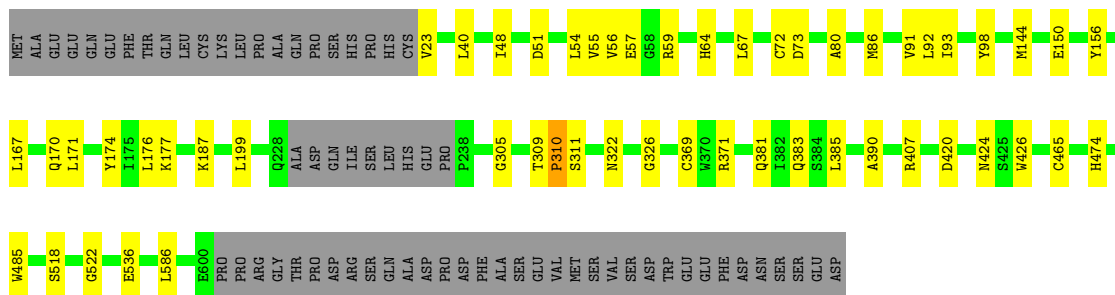 MET ALA GLU GLU GLN GLU PHE THR GLN LEU CYS LYS LEU PRO ALA GLN PRO SER HIS PRO HIS CYS V23 L40 I48 D51 L54 V55 V56 E57 G58 R59 H64 L67 C72 D73 A80 M86 V91 L92 I93 Y98 M144 E150 Y156
L167 Q170 L171 Y174 I175 L176 K177 K187 L199 Q228 ALA ASP GLN ILE SER LEU HIS GLU PRO P238 G305 T309 P310 S311 N322 G326 C369 W370 R371 Q381 I382 Q383 S384 L385 A390 R407 D420 N424 S425 W426 C465 H474
W485 S518 G522 E536 L586 E600 PRO PRO ARG GLY THR PRO ASP ARG SER GLN ALA ASP PRO ASP PHE ALA SER GLU VAL MET SER VAL SER ASP TRP GLU GLU PHE ASP ASN SER SER GLU ASP